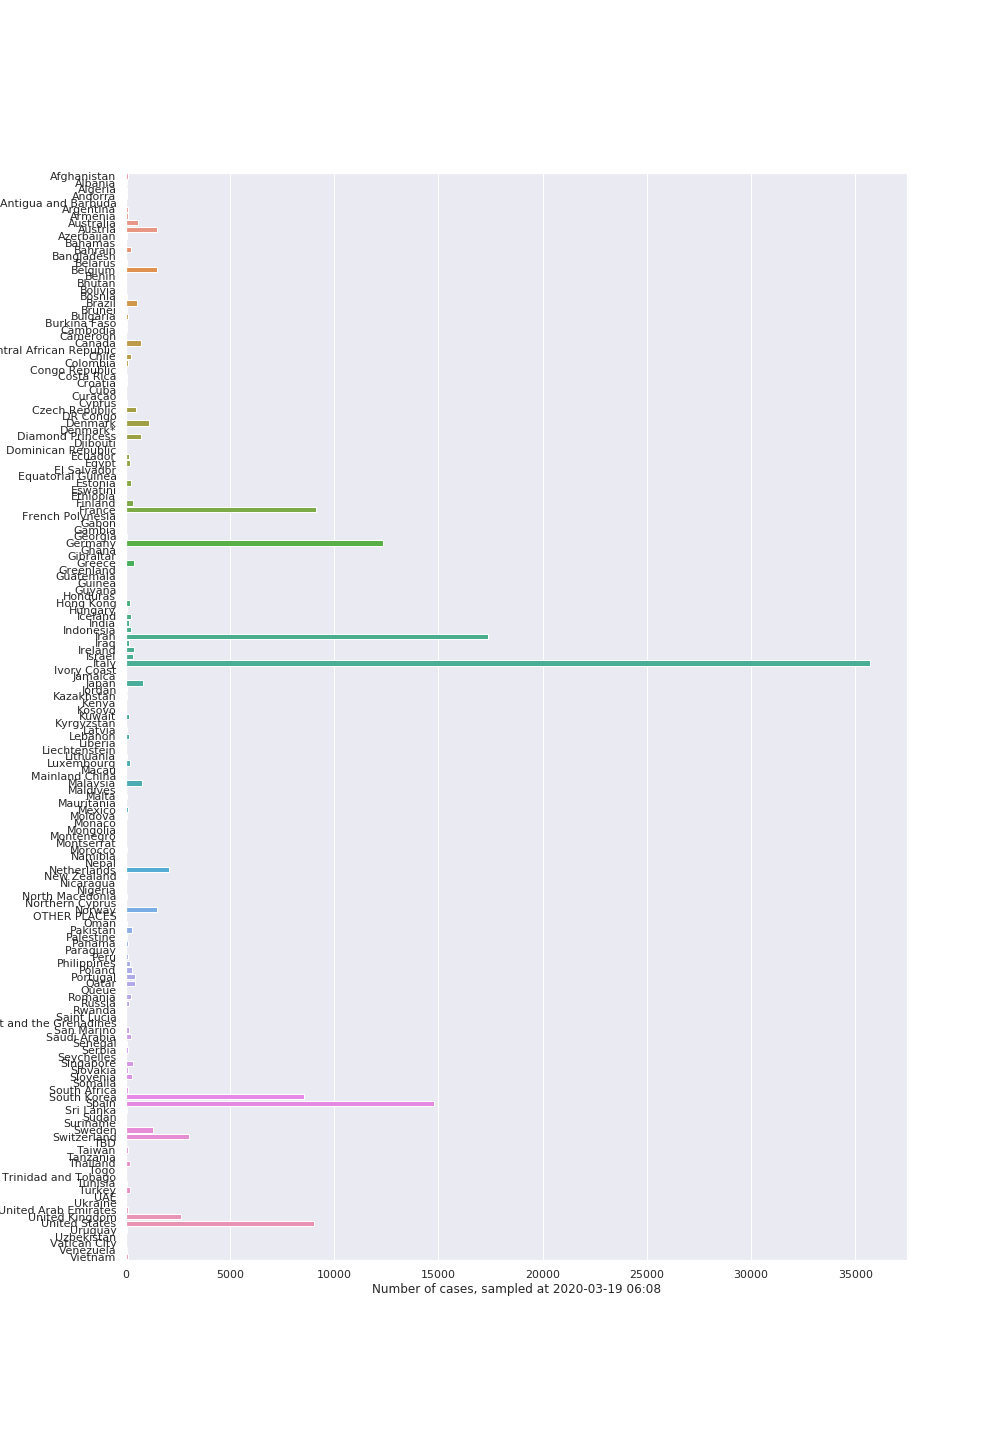 Afghanistan
Albania
Algeria
Andorra
Antigua and Barbuda
Argentina
Armenia
Australia
Austria
Azerbaijan
Bahamas
Bahrain
Bangladesh
Belarus
Belgium
Benin
Bhutan
Bolivia
Bosnia
Brazil
Brunei
Bulgaria
Burkina Faso
Cambodia
Cameroon
Canada
ntral African Republic
Chile
Colombia
Congo Republic
Costa Rica
Croatia
Cuba
Curaçao
Cyprus
Czech Republic
DR Congo
Denmark
Denmark*
Diamond Princess
Djibouti
Dominican Republic
Ecuador
Egypt
El Salvador
Equatorial Guinea
Estonia
Eswatini
Ethiopia
Finland
France
French Polynesia
Gabon
Gambia
Georgia
Germany
Ghana
Gibraltar
Greece
Greenland
Guatemala
Guinea
Guyana
Honduras
Hong Kong
Hungary
Iceland
India
Indonesia
Iran
Iraq
Ireland
Israel
Italy
Ivory Coast
Jamaica
Japan
Jordan
Kazakhstan
Kenya
Kosovo
Kuwait
Kyrgyzstan
Latvia
Lebanon
Liberia
Liechtenstein
Lithuania
Luxembourg
Macau
Mainland China
Malaysia
Maldives
Malta
Mauritania
Mexico
Moldova
Monaco
Mongolia
Montenegro
Montserrat
Morocco
Namibia
Nepal
Netherlands
New Zealand
Nicaragua
Nigeria
North Macedonia
Northern Cyprus
Norway
OTHER PLACES
Oman
Pakistan
Palestine
Panama
Paraguay
Peru
Philippines
Poland
Portugal
Qatar
Queue
Romania
Russia
Rwanda
Saint Lucia
t and the Grenadines
San Marino
Saudi Arabia
Senegal
Serbia
Seychelles
Singapore
Slovakia
Slovenia
Somalia
South Africa
South Korea
Spain
Sri Lanka
Sudan
Suriname
Sweden
Switzerland
TBD
Taiwan
Tanzania
Thailand
Togo
Trinidad and Tobago
Tunisia
Turkey
UAE
Ukraine
United Arab Emirates
United Kingdom
United States
Uruguay
Uzbekistan
Vatican City
Venezuela
Vietnam
0 5000 10000 15000 20000 25000 30000 35000
Number of cases, sampled at 2020-03-19 06:08